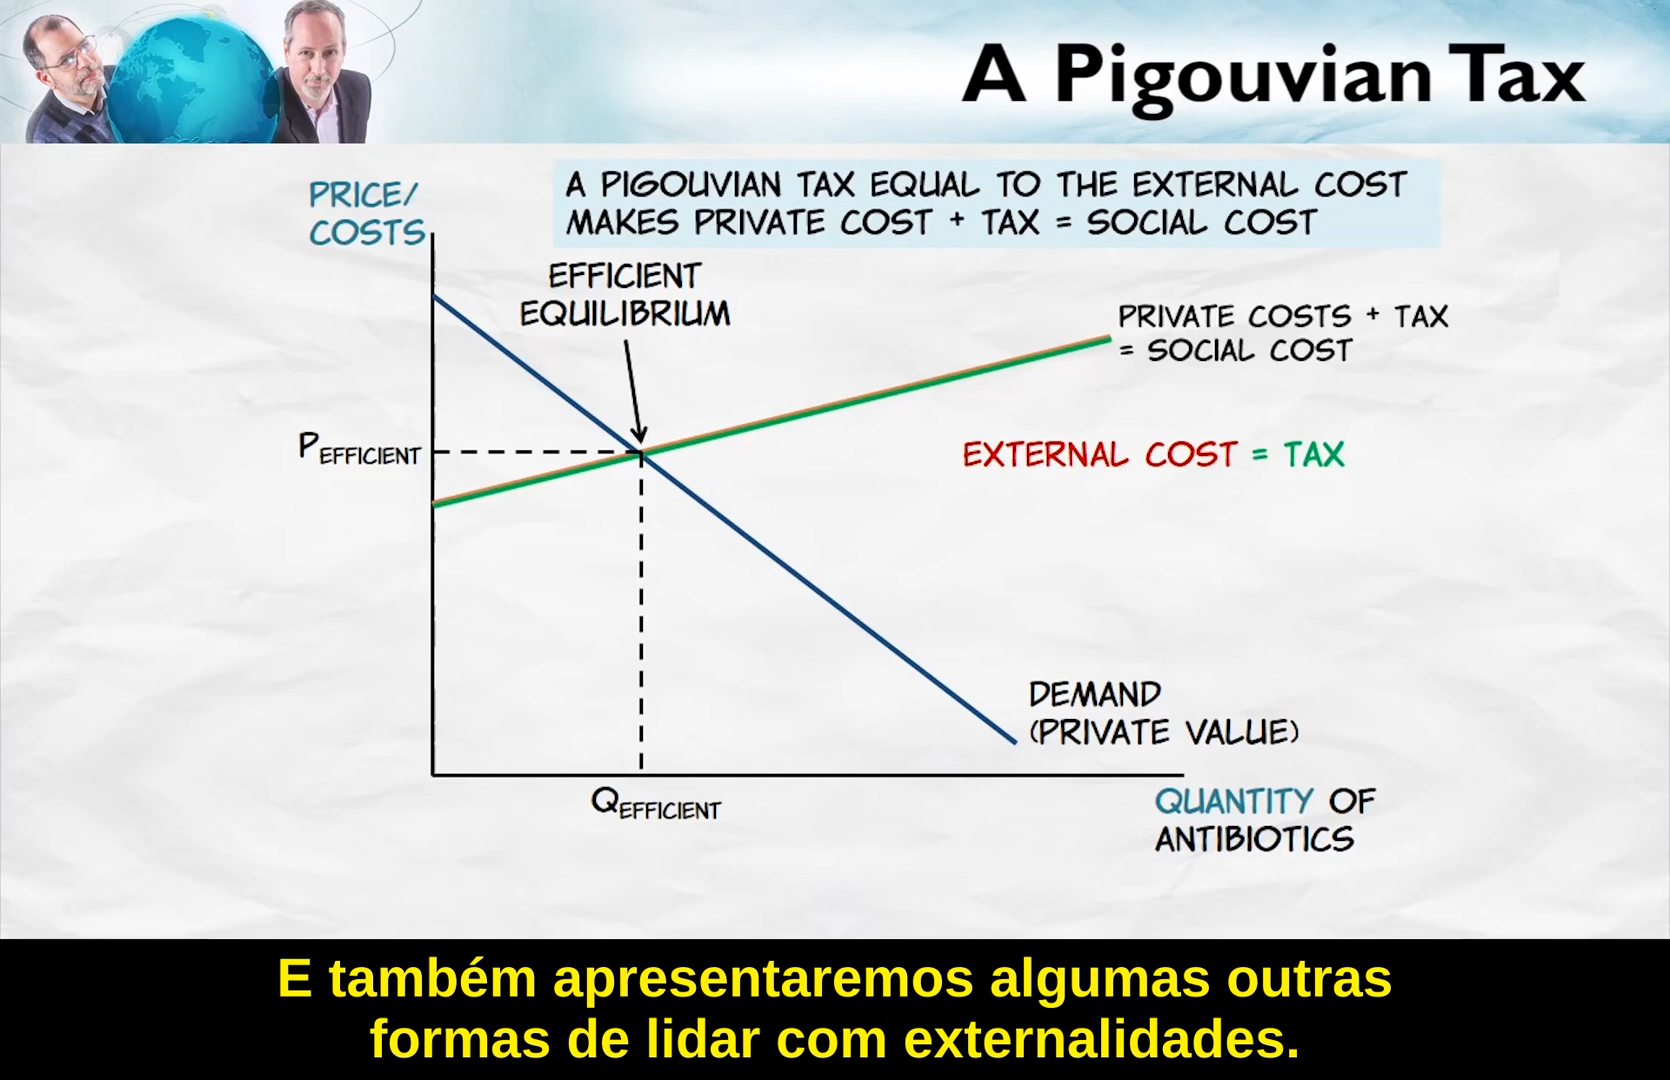 A Pigouvian Tax
PRICE/
COSTS
A PIGOUVIAN TAX EQUAL TO THE EXTERNAL COST
MAKES PRIVATE COST + TAX = SOCIAL COST
EFFICIENT
EQUILIBRIUM
PRIVATE COSTS + TAX
= SOCIAL COST
PEFFICIENT
EXTERNAL COST = TAX
DEMAND
(PRIVATE VALUE)
QEFFICIENT
QUANTITY OF
ANTIBIOTICS
E também apresentaremos algumas outras
formas de lidar com externalidades.